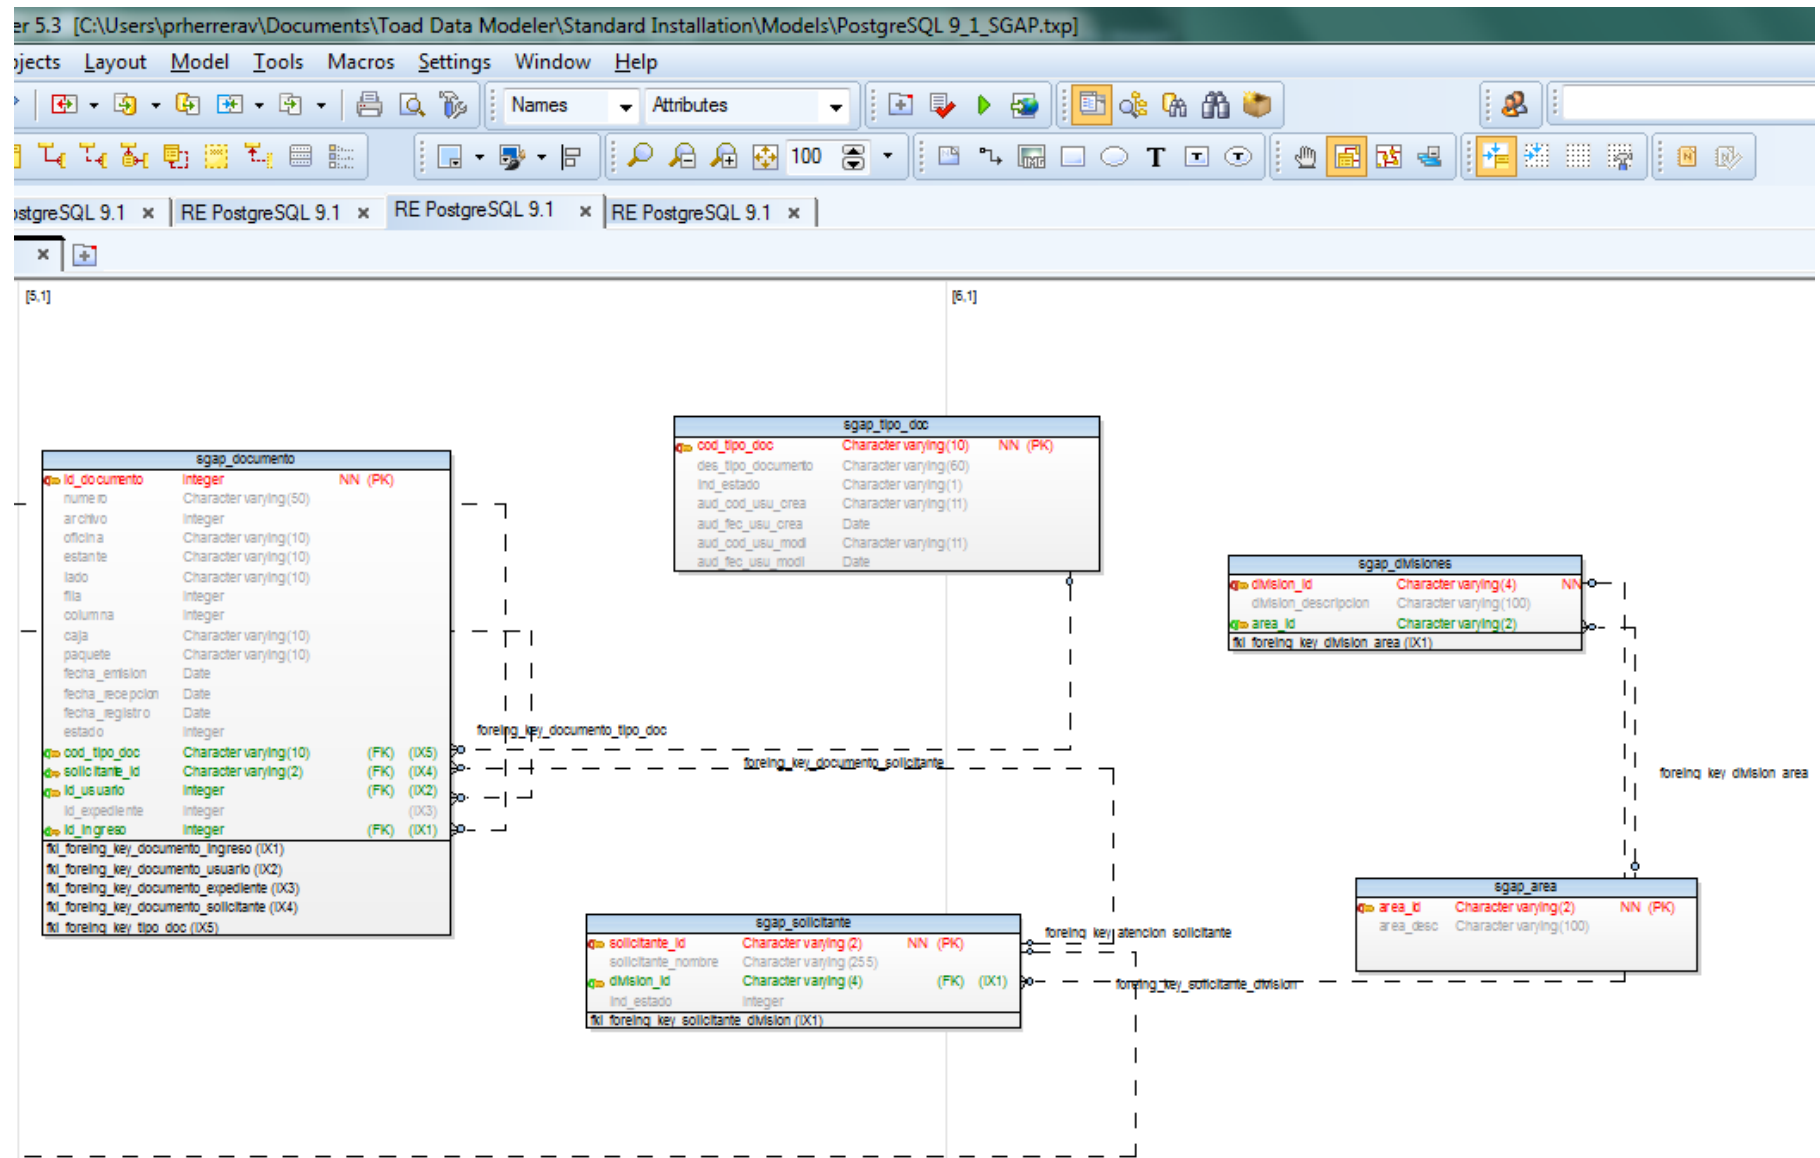 er 5.3 [C:\Users\prherrerav\Documents\Toad Data Modeler\Standard Installation\Models\PostgreSQL 9_1_SGAP.txp]
ojects Layout Model Tools Macros Settings Window Help
Names Attributes
100
ostgreSQL 9.1 RE PostgreSQL 9.1 RE PostgreSQL 9.1 RE PostgreSQL 9.1
[5,1] [6,1]
sgap_documento
id_documento Integer NN (PK)
numero Character varying(50)
archivo Integer
oficina Character varying(10)
estante Character varying(10)
lado Character varying(10)
fila Integer
columna Integer
caja Character varying(10)
paquete Character varying(10)
fecha_emision Date
fecha_recepcion Date
fecha_registro Date
estado Integer
cod_tipo_doc Character varying(10) (FK) (IX5)
solicitante_id Character varying(2) (FK) (IX4)
id_usuario Integer (FK) (IX2)
id_expediente Integer (IX3)
id_ingreso Integer (FK) (IX1)
fki_foreing_key_documento_ingreso (IX1)
fki_foreing_key_documento_usuario (IX2)
fki_foreing_key_documento_expediente (IX3)
fki_foreing_key_documento_solicitante (IX4)
fki_foreing_key_tipo_doc (IX5)
sgap_tipo_doc
cod_tipo_doc Character varying(10) NN (PK)
des_tipo_documento Character varying(60)
ind_estado Character varying(1)
aud_cod_usu_crea Character varying(11)
aud_fec_usu_crea Date
aud_cod_usu_modi Character varying(11)
aud_fec_usu_modi Date
sgap_divisiones
division_id Character varying(4) NN
division_descripcion Character varying(100)
area_id Character varying(2)
fki_foreing_key_division_area (IX1)
foreing_key_documento_tipo_doc
foreing_key_documento_solicitante
foreing_key_division_area
sgap_area
area_id Character varying(2) NN (PK)
area_desc Character varying(100)
sgap_solicitante
solicitante_id Character varying(2) NN (PK)
solicitante_nombre Character varying(255)
division_id Character varying(4) (FK) (IX1)
ind_estado Integer
fki_foreing_key_solicitante_division (IX1)
foreing_key_atencion_solicitante
foreing_key_solicitante_division